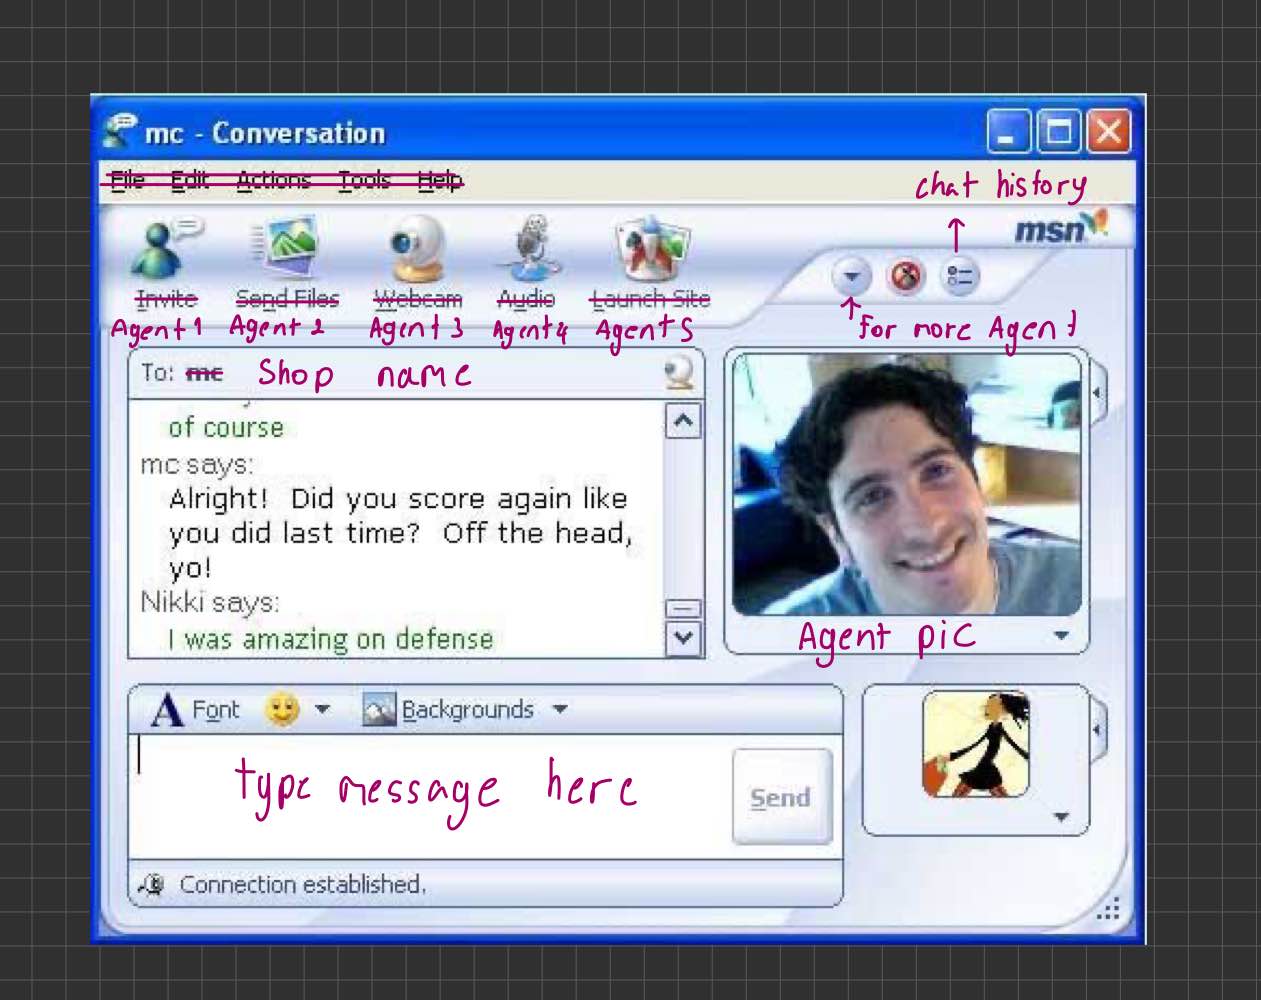 mc - Conversation
File Edit Actions Tools Help
chat history
msn
Invite Send Files Webcam Audio Launch Site
Agent 1 Agent 2 Agent 3 Agent 4 Agent 5 for more Agent
To: mc Shop name
of course
mc says:
Alright! Did you score again like
you did last time? Off the head,
yo!
Nikki says:
I was amazing on defense
Agent pic
A Font Backgrounds
type message here
Send
Connection established.